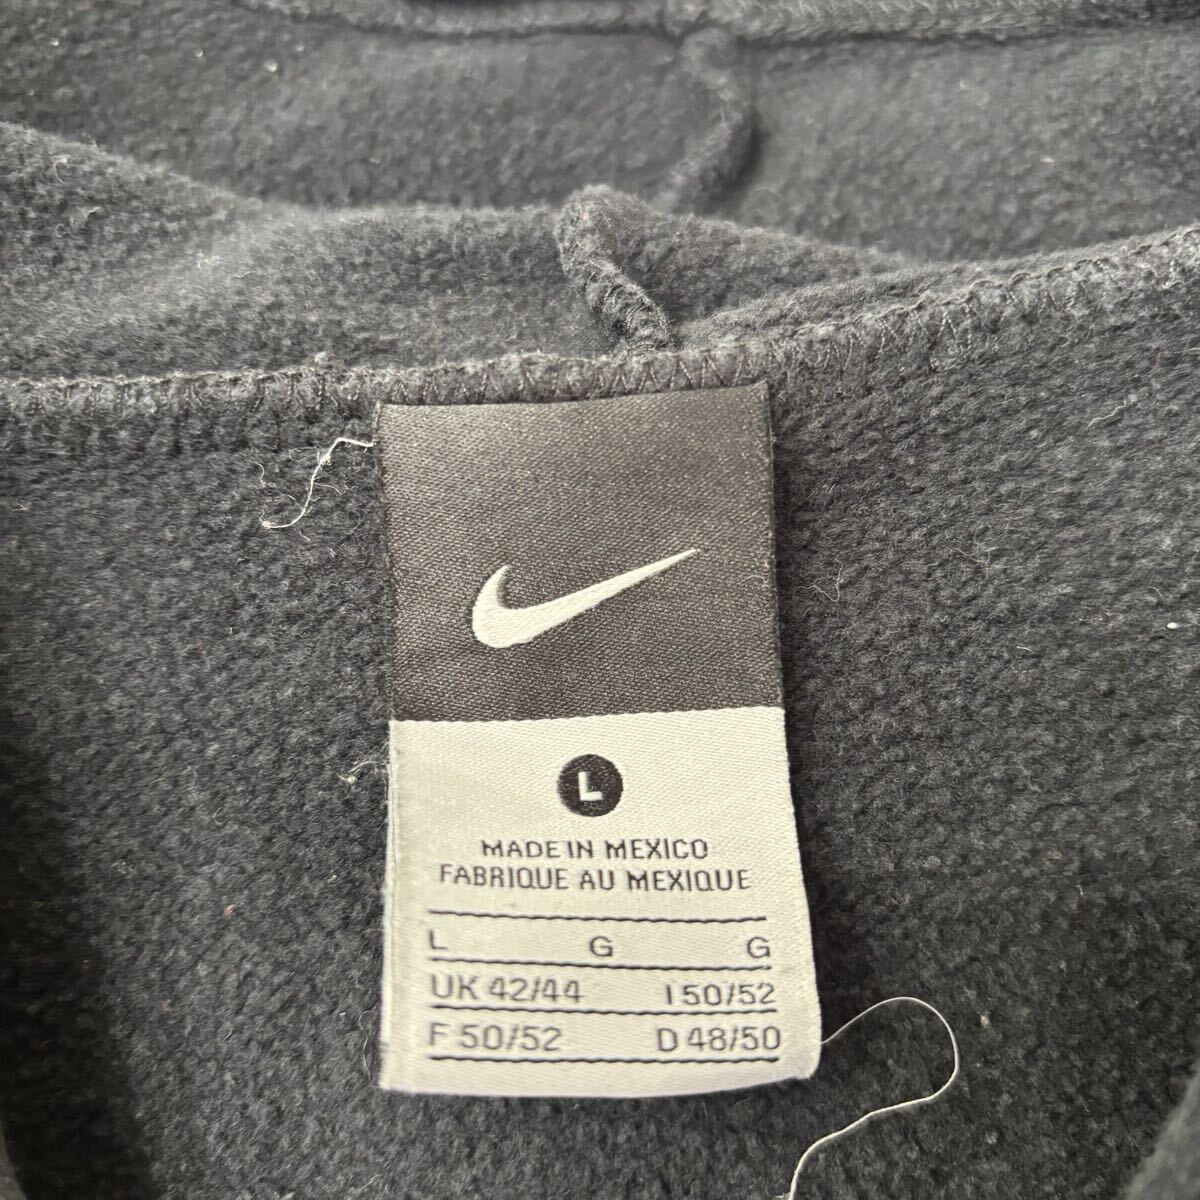 L
MADE IN MEXICO
FABRIQUE AU MEXIQUE
L G G
UK 42/44 I 50/52
F 50/52 D 48/50